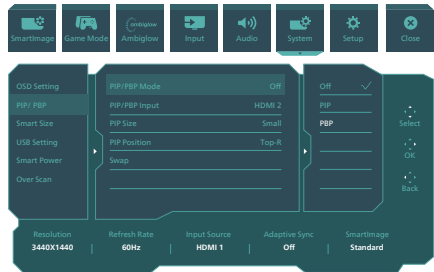 SmartImage Game Mode Ambiglow Input Audio System Setup Close
ambiglow
OSD Setting PIP/PBP Mode Off Off
PIP/ PBP PIP/PBP Input HDMI 2 PIP
Smart Size PIP Size Small PBP Select
USB Setting PIP Position Top-R
OK
Smart Power Swap
Over Scan
Back
Resolution Refresh Rate Input Source Adaptive Sync SmartImage
3440X1440 | 60Hz | HDMI 1 | Off | Standard